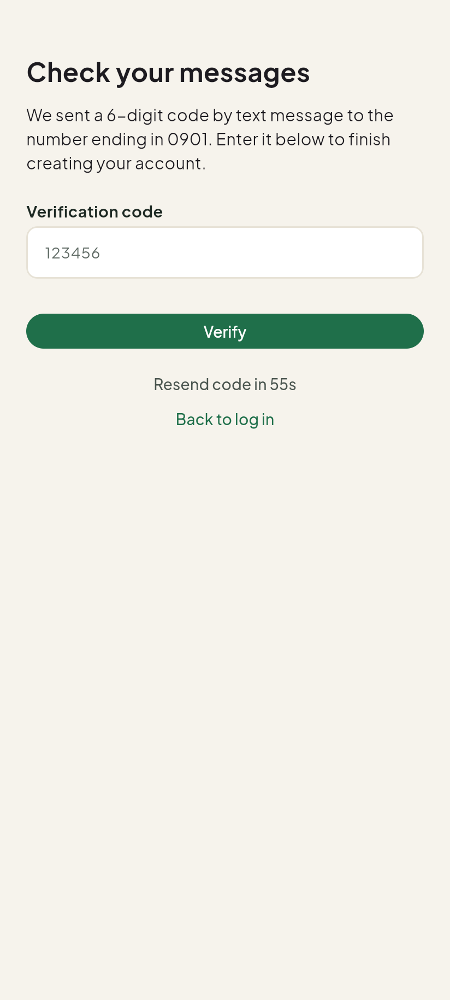 Check your messages
We sent a 6-digit code by text message to the
number ending in 0901. Enter it below to finish
creating your account.
Verification code
123456
Verify
Resend code in 55s
Back to log in